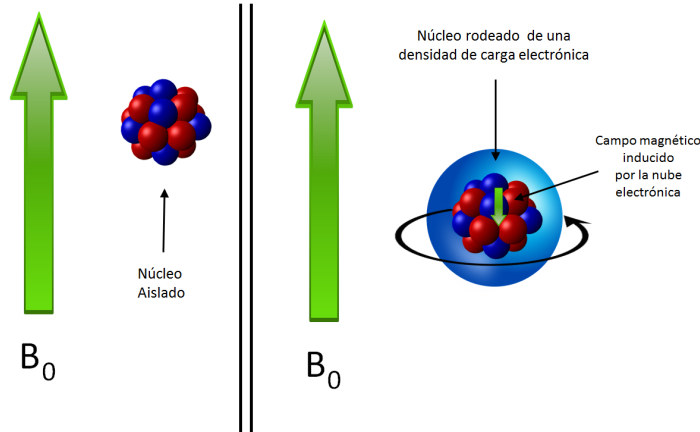 Núcleo
Aislado
B0
Núcleo rodeado de una
densidad de carga electrónica
Campo magnético
inducido
por la nube
electrónica
B0